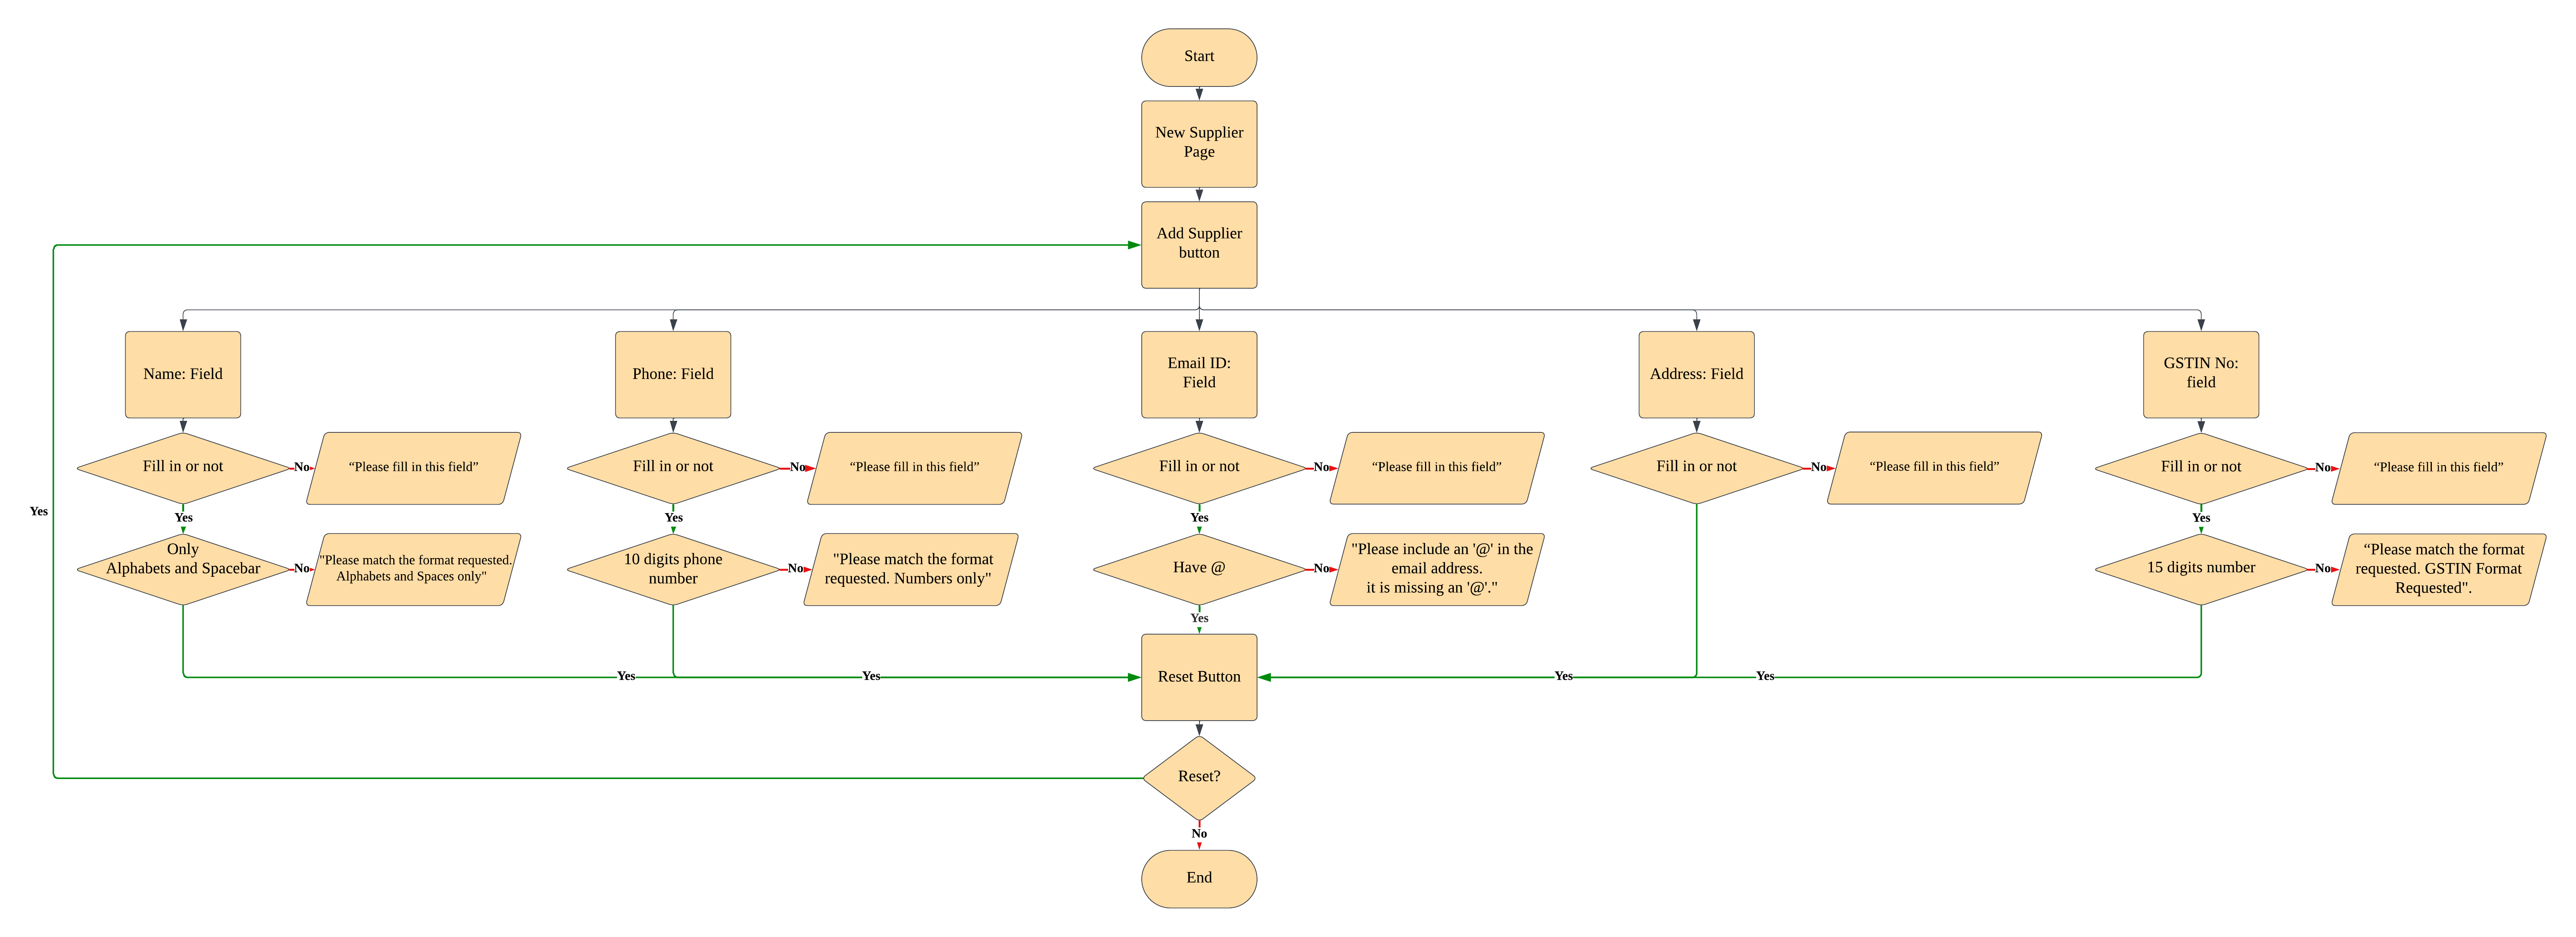 Start
New Supplier
Page
Add Supplier
button
Name: Field
Phone: Field
Email ID:
Field
Address: Field
GSTIN No:
field
Fill in or not
No
“Please fill in this field”
Fill in or not
No
“Please fill in this field”
Fill in or not
No
“Please fill in this field”
Fill in or not
No
“Please fill in this field”
Fill in or not
No
“Please fill in this field”
Yes
Yes
Yes
Yes
Yes
Only
Alphabets and Spacebar
No
"Please match the format requested.
Alphabets and Spaces only"
10 digits phone
number
No
"Please match the format
requested. Numbers only"
Have @
No
"Please include an '@' in the
email address.
it is missing an '@'."
15 digits number
No
“Please match the format
requested. GSTIN Format
Requested".
Yes
Yes
Yes
Reset Button
Yes
Yes
Reset?
No
End